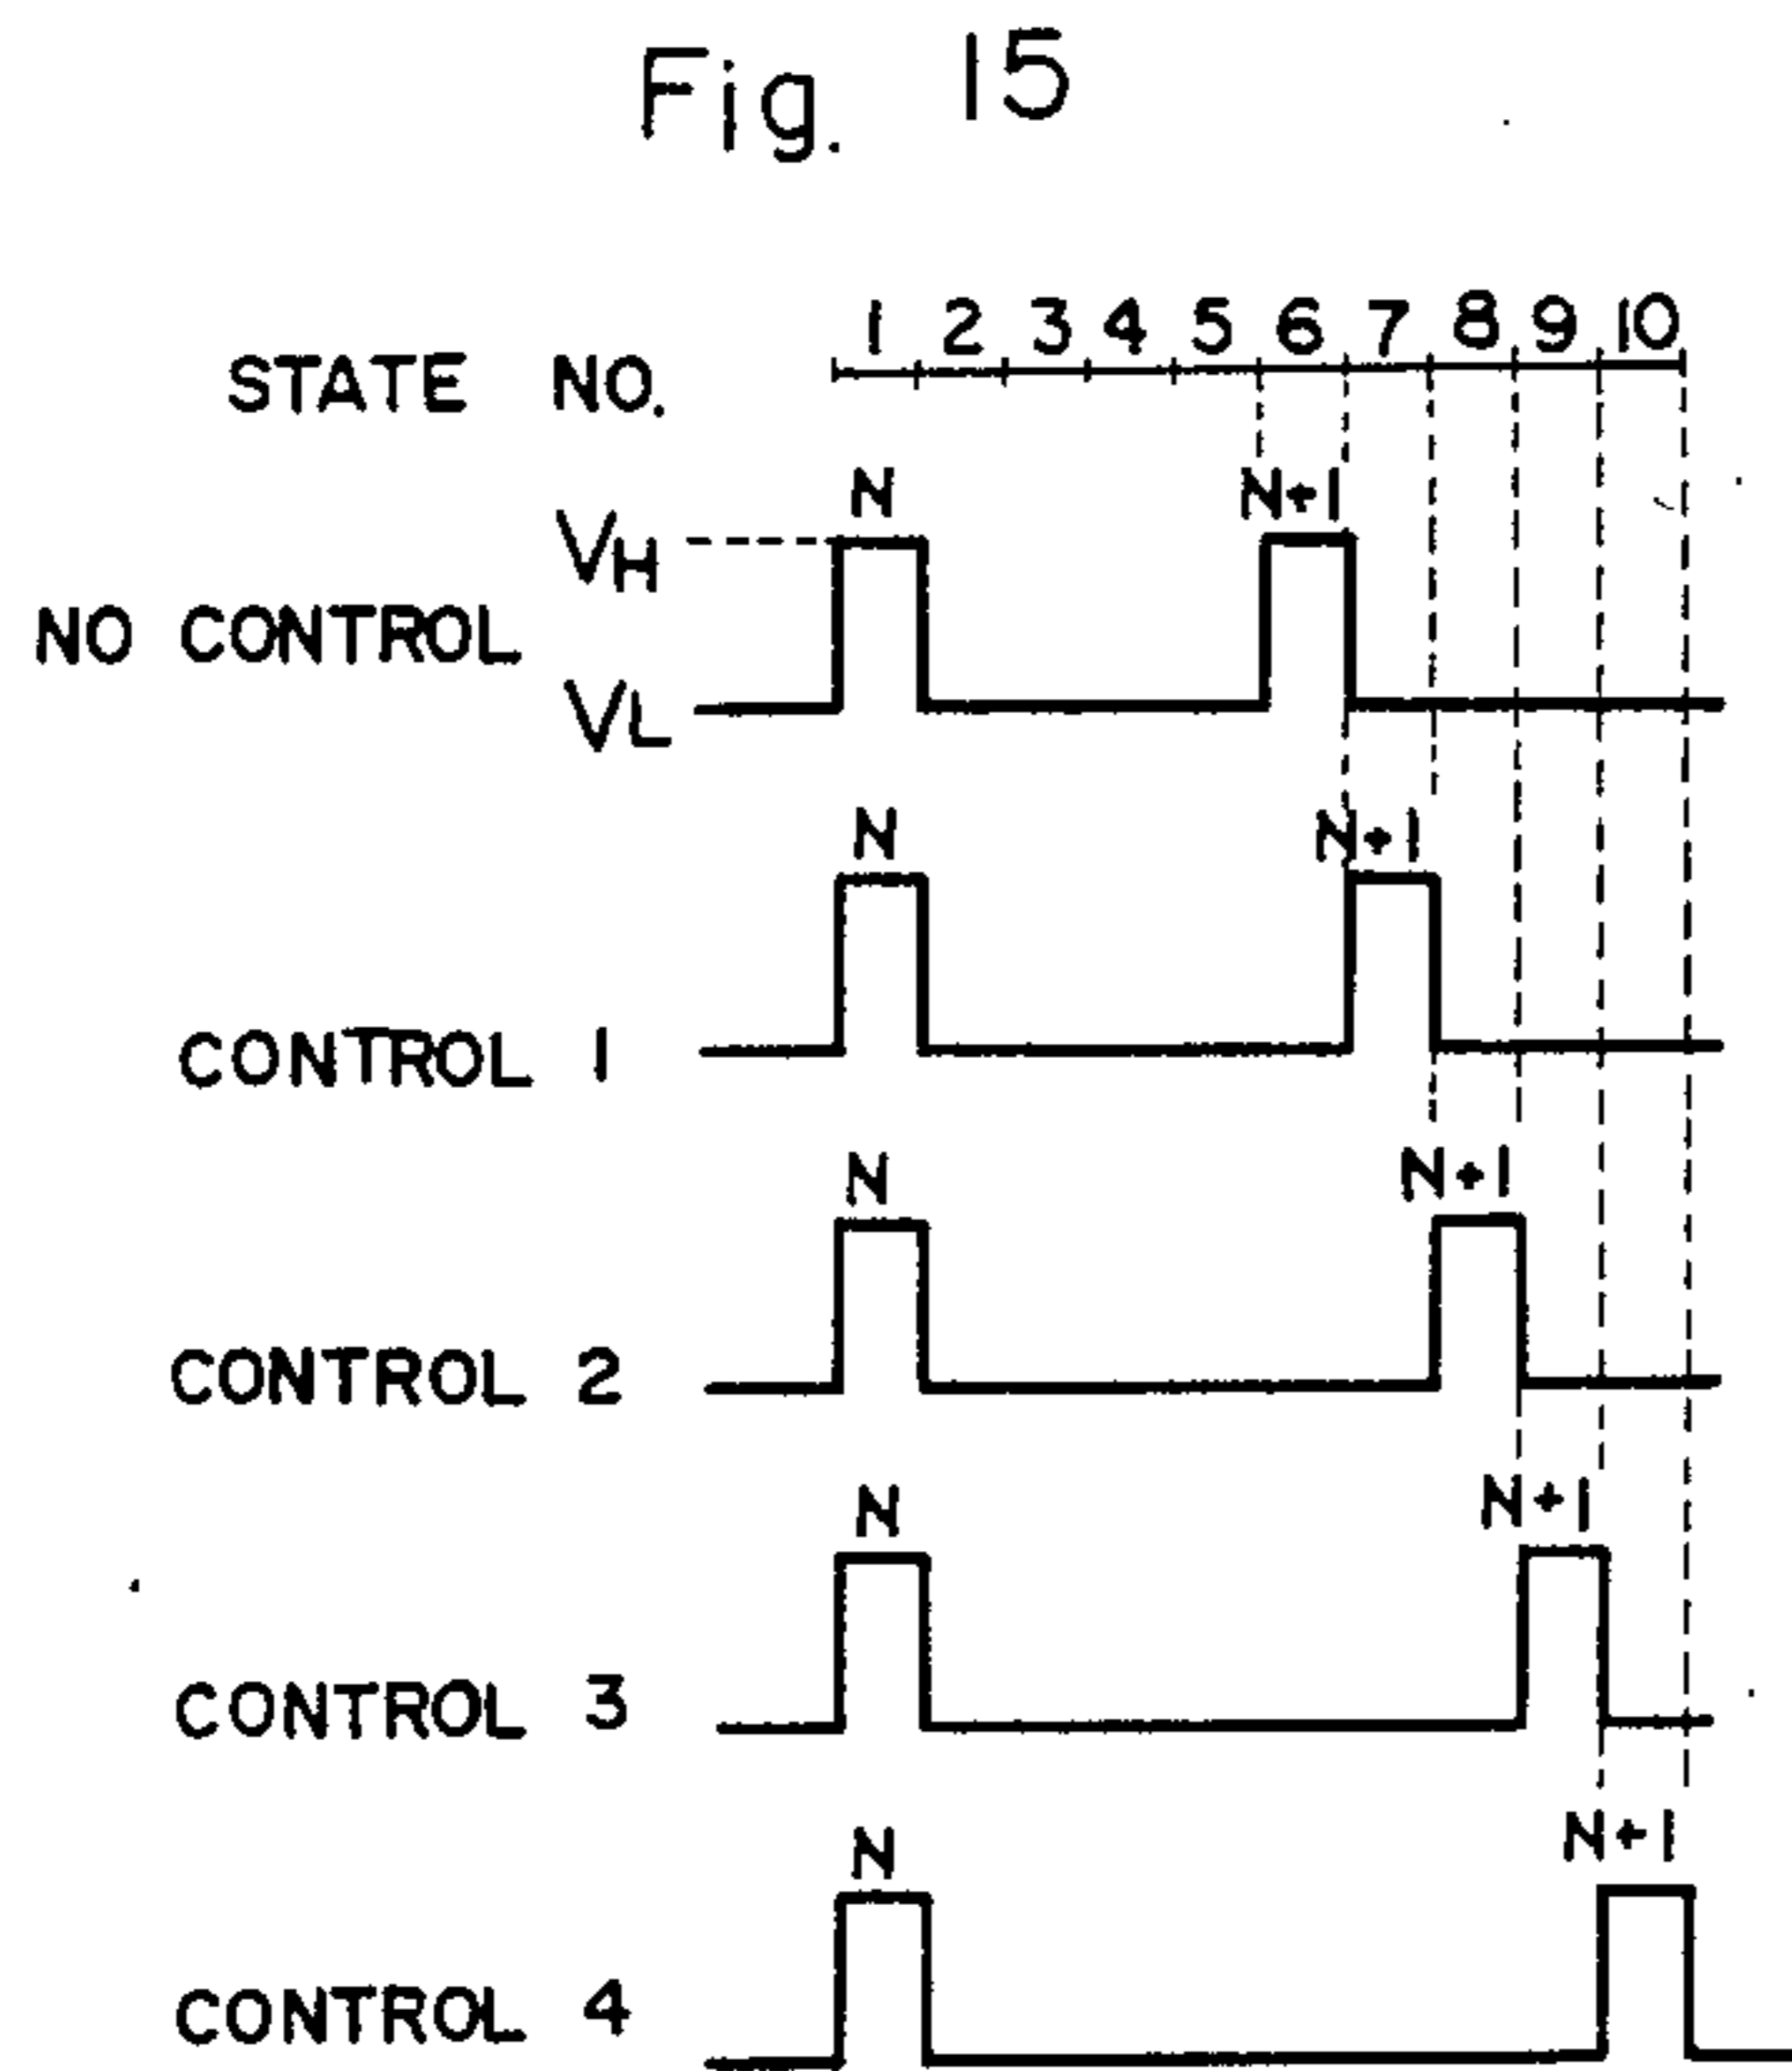 Fig. 15
STATE NO. 1 2 3 4 5 6 7 8 9 10
N N+1
VH
NO CONTROL
VL
N N+1
CONTROL 1
N N+1
CONTROL 2
N N+1
CONTROL 3
N N+1
CONTROL 4